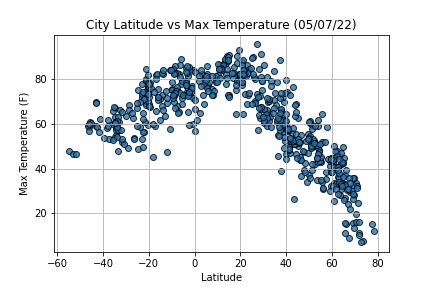 City Latitude vs Max Temperature (05/07/22)
Max Temperature (F)
80
60
40
20
−60 −40 −20 0 20 40 60 80
Latitude